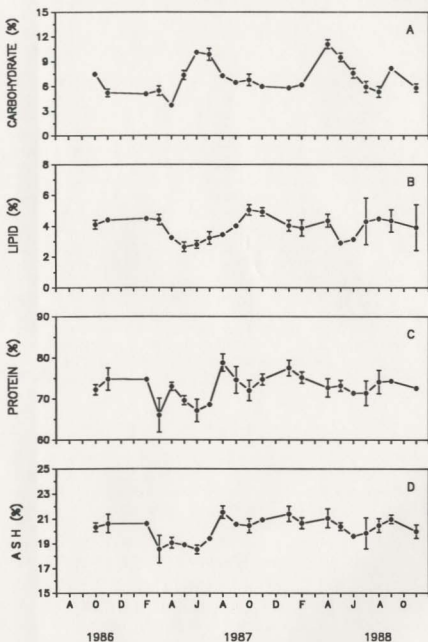 CARBOHYDRATE (%)
15
12
9
6
3
0
A
LIPID (%)
8
6
4
2
0
B
PROTEIN (%)
90
80
70
60
C
ASH (%)
25
23
21
19
17
15
D
A O D F A J A O D F A J A O
1986 1987 1988